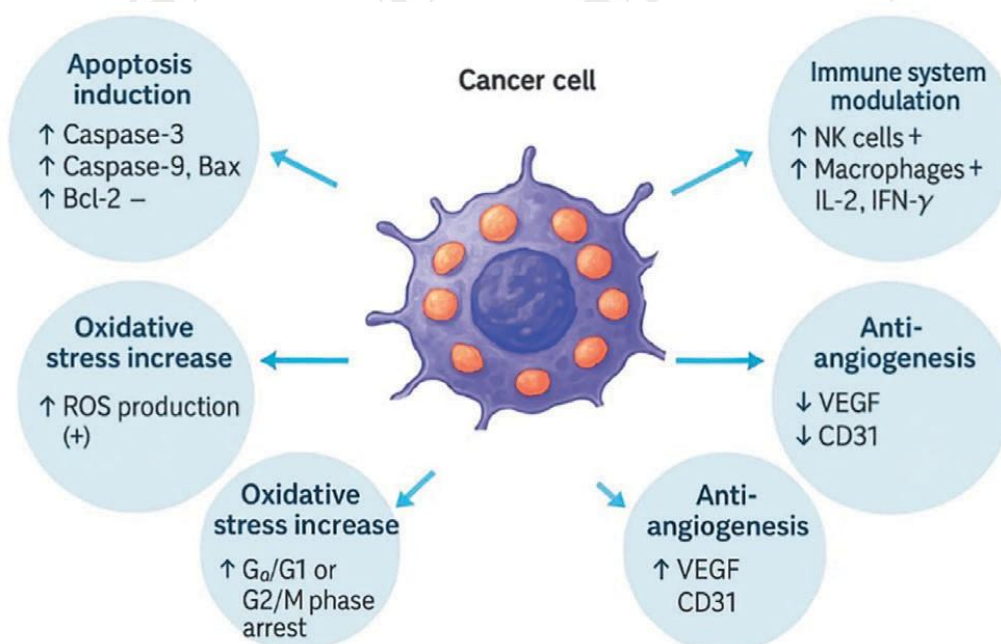 Cancer cell
Apoptosis
induction
↑ Caspase-3
↑ Caspase-9, Bax
↑ Bcl-2 –
Immune system
modulation
↑ NK cells +
↑ Macrophages +
IL-2, IFN-γ
Oxidative
stress increase
↑ ROS production
(+)
Anti-
angiogenesis
↓ VEGF
↓ CD31
Oxidative
stress increase
↑ G₀/G1 or
G2/M phase
arrest
Anti-
angiogenesis
↑ VEGF
CD31